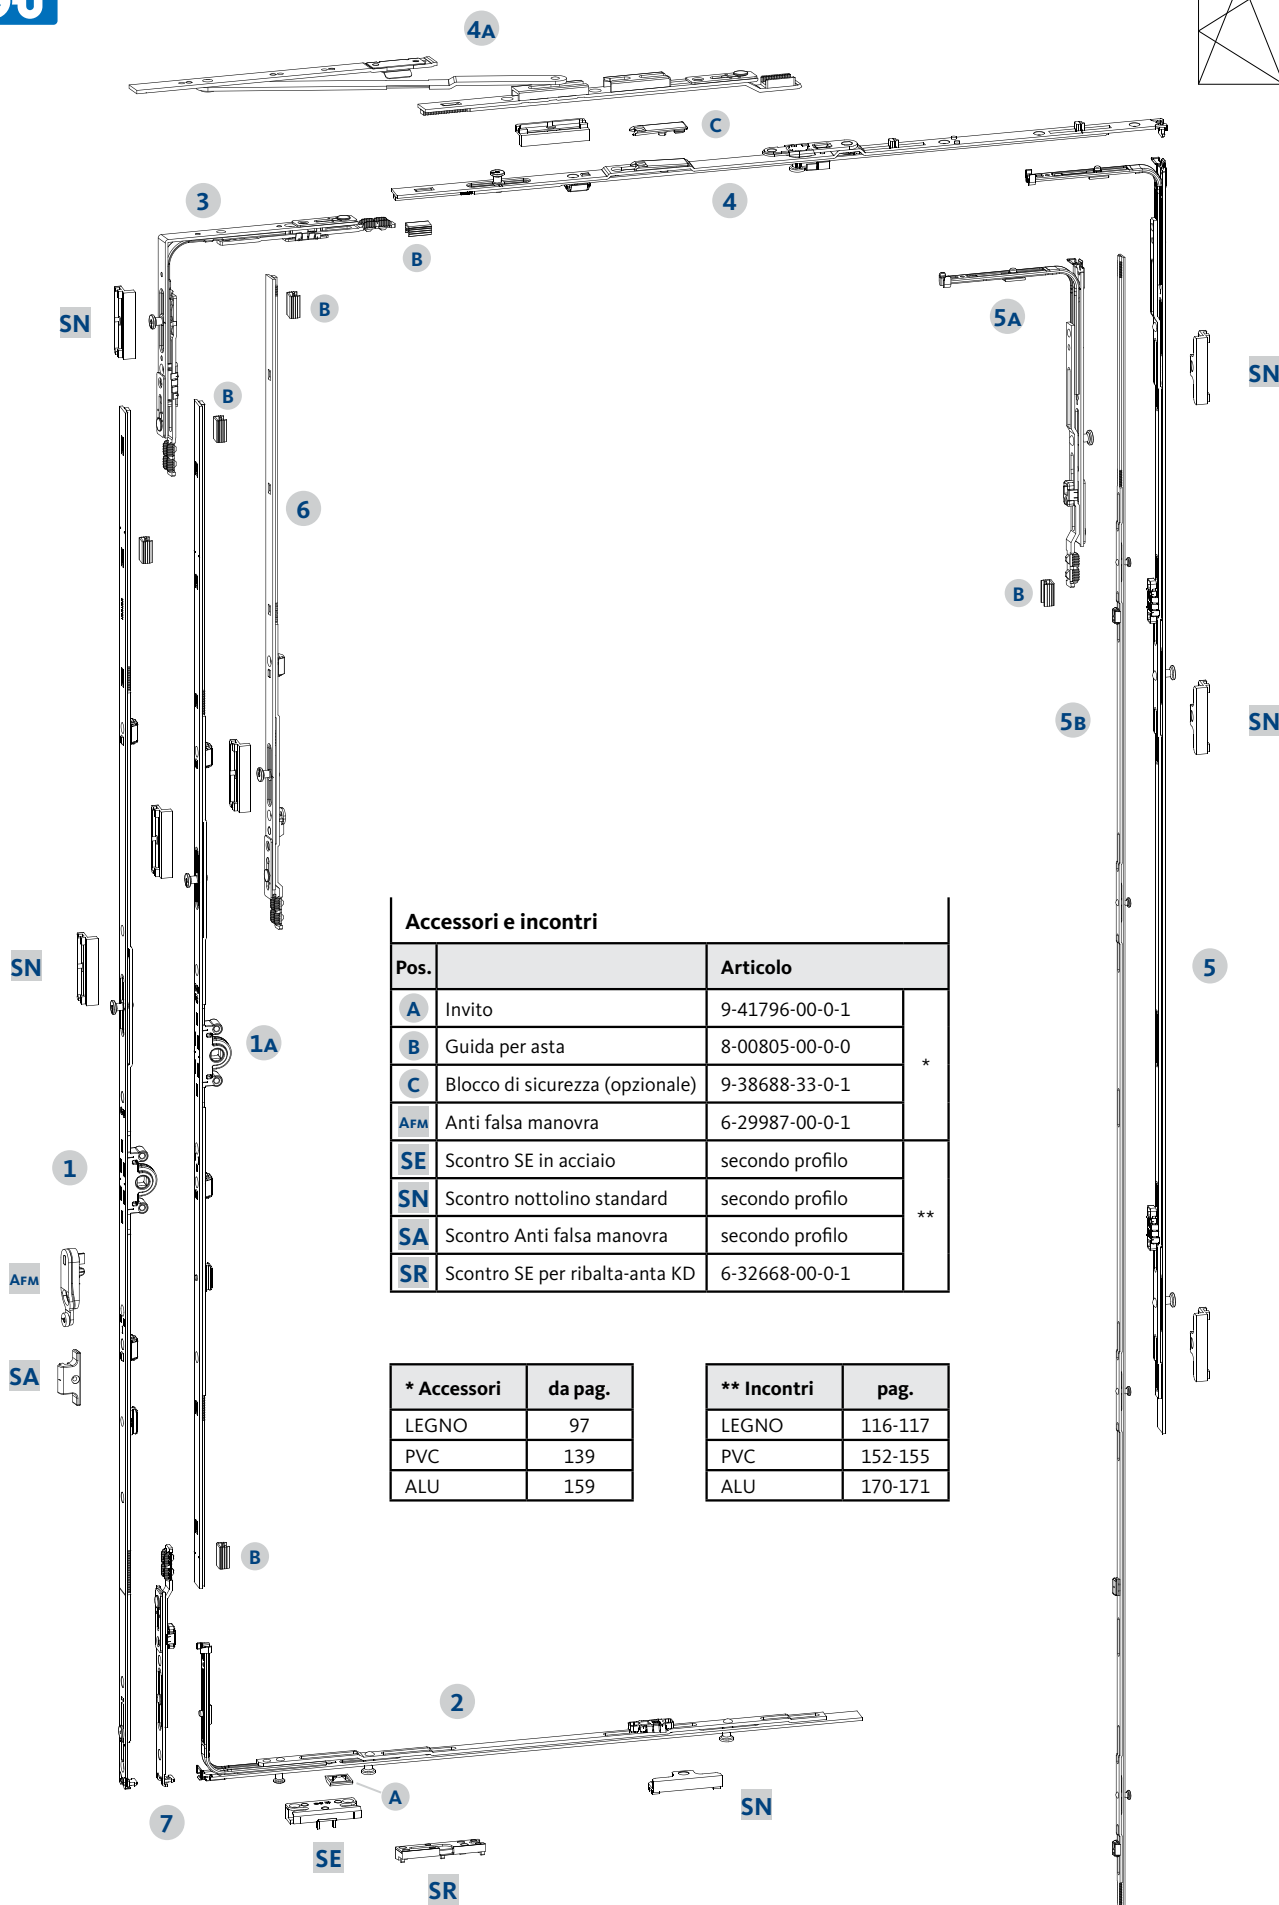 90
4A
C
3
4
B
B
SN
5A
SN
B
6
B
5B
SN
SN
5
1A
1
AFM
SA
Accessori e incontri
Pos. Articolo
A Invito 9-41796-00-0-1
B Guida per asta 8-00805-00-0-0
C Blocco di sicurezza (opzionale) 9-38688-33-0-1
AFM Anti falsa manovra 6-29987-00-0-1
*
SE Scontro SE in acciaio secondo profilo
SN Scontro nottolino standard secondo profilo
SA Scontro Anti falsa manovra secondo profilo
SR Scontro SE per ribalta-anta KD 6-32668-00-0-1
**
* Accessori da pag.
LEGNO 97
PVC 139
ALU 159
** Incontri pag.
LEGNO 116-117
PVC 152-155
ALU 170-171
B
2
A
SN
7
SE
SR